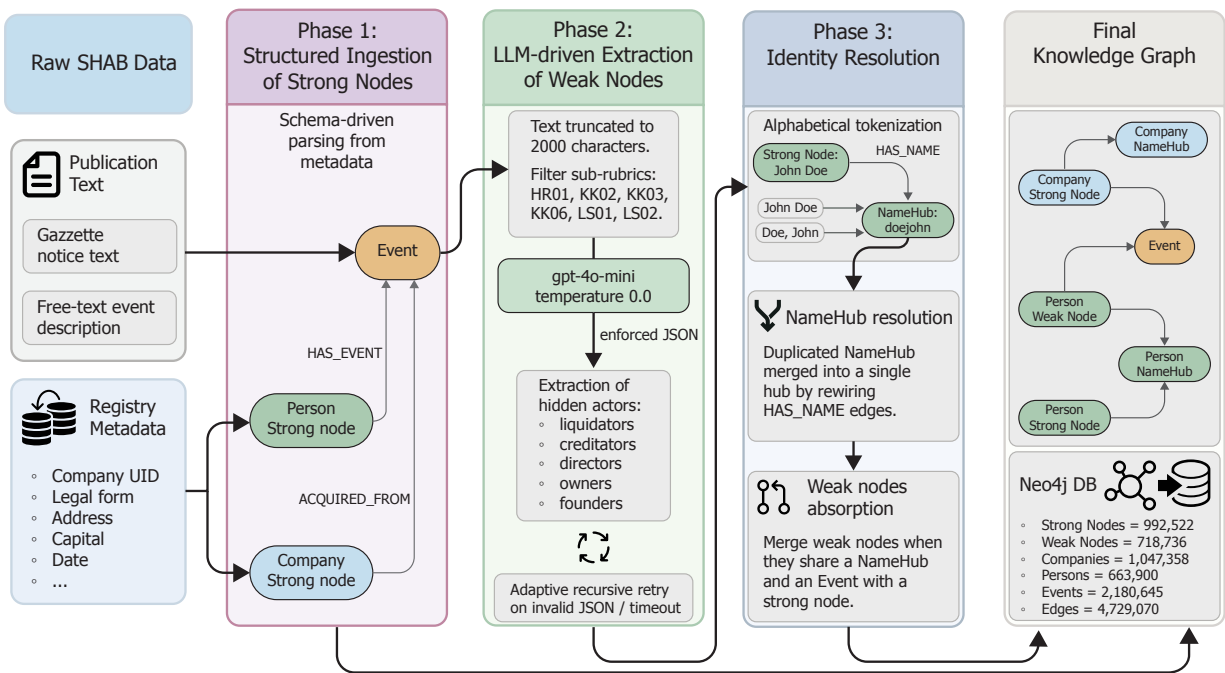 Raw SHAB Data
Publication
Text
Gazzette
notice text
Free-text event
description
Registry
Metadata
◦ Company UID
◦ Legal form
◦ Address
◦ Capital
◦ Date
◦ ...
Phase 1:
Structured Ingestion
of Strong Nodes
Schema-driven
parsing from
metadata
Event
HAS_EVENT
Person
Strong node
ACQUIRED_FROM
Company
Strong node
Phase 2:
LLM-driven Extraction
of Weak Nodes
Text truncated to
2000 characters.
Filter sub-rubrics:
HR01, KK02, KK03,
KK06, LS01, LS02.
gpt-4o-mini
temperature 0.0
enforced JSON
Extraction of
hidden actors:
◦ liquidators
◦ creditators
◦ directors
◦ owners
◦ founders
Adaptive recursive retry
on invalid JSON / timeout
Phase 3:
Identity Resolution
Alphabetical tokenization
Strong Node:
John Doe
HAS_NAME
John Doe
Doe, John
NameHub:
doejohn
NameHub resolution
Duplicated NameHub
merged into a single
hub by rewiring
HAS_NAME edges.
Weak nodes
absorption
Merge weak nodes when
they share a NameHub
and an Event with a
strong node.
Final
Knowledge Graph
Company
NameHub
Company
Strong Node
Event
Person
Weak Node
Person
NameHub
Person
Strong Node
Neo4j DB
◦ Strong Nodes = 992,522
◦ Weak Nodes = 718,736
◦ Companies = 1,047,358
◦ Persons = 663,900
◦ Events = 2,180,645
◦ Edges = 4,729,070